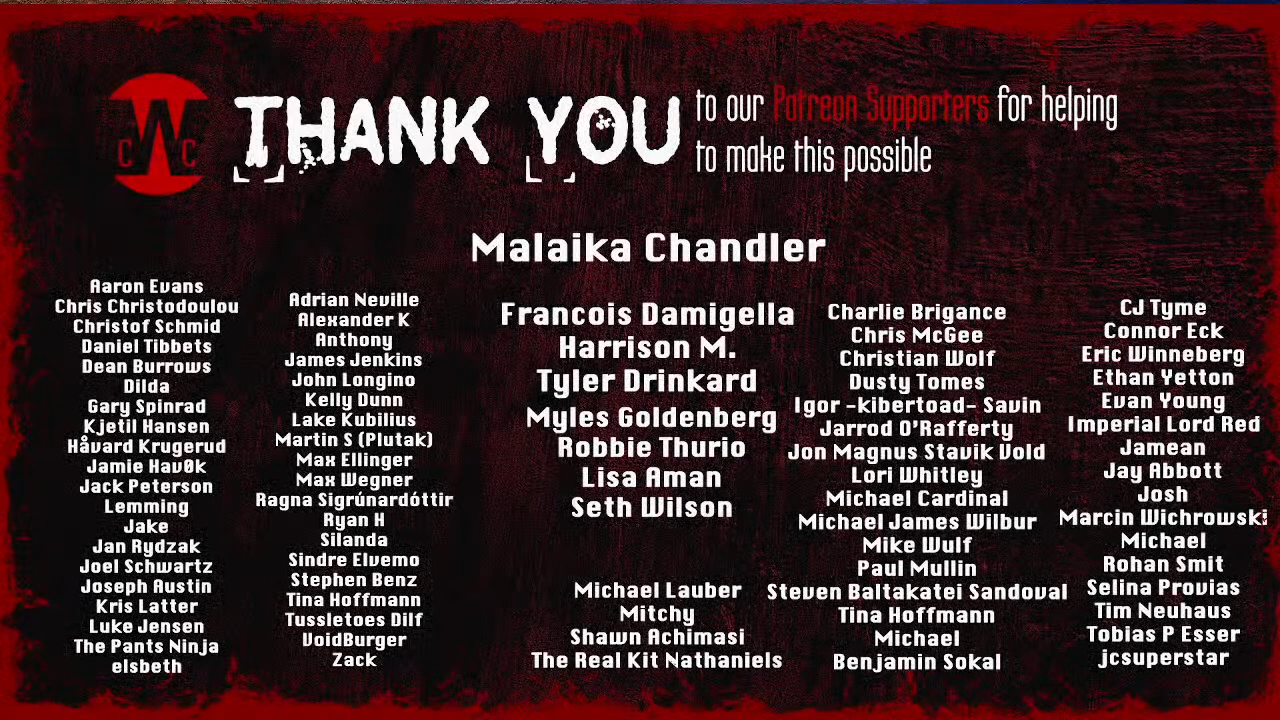 W
C C
THANK YOU
to our Patreon Supporters for helping
to make this possible
Malaika Chandler
Aaron Evans
Chris Christodoulou
Christof Schmid
Daniel Tibbets
Dean Burrows
Dilda
Gary Spinrad
Kjetil Hansen
Håvard Krugerud
Jamie Hav0k
Jack Peterson
Lemming
Jake
Jan Rydzak
Joel Schwartz
Joseph Austin
Kris Latter
Luke Jensen
The Pants Ninja
elsbeth
Adrian Neville
Alexander K
Anthony
James Jenkins
John Longino
Kelly Dunn
Lake Kubilius
Martin S (Plutak)
Max Ellinger
Max Wegner
Ragna Sigrúnardóttir
Ryan H
Silanda
Sindre Elvemo
Stephen Benz
Tina Hoffmann
Tussletoes Dilf
VoidBurger
Zack
Francois Damigella
Harrison M.
Tyler Drinkard
Myles Goldenberg
Robbie Thurio
Lisa Aman
Seth Wilson
Michael Lauber
Mitchy
Shawn Achimasi
The Real Kit Nathaniels
Charlie Brigance
Chris McGee
Christian Wolf
Dusty Tomes
Igor -kibertoad- Savin
Jarrod O'Rafferty
Jon Magnus Stavik Vold
Lori Whitley
Michael Cardinal
Michael James Wilbur
Mike Wulf
Paul Mullin
Steven Baltakatei Sandoval
Tina Hoffmann
Michael
Benjamin Sokal
CJ Tyme
Connor Eck
Eric Winneberg
Ethan Yetton
Evan Young
Imperial Lord Red
Jamean
Jay Abbott
Josh
Marcin Wichrowski
Michael
Rohan Smit
Selina Provias
Tim Neuhaus
Tobias P Esser
jcsuperstar